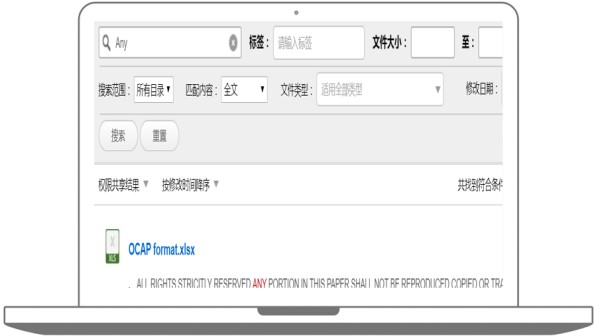 Any 标签： 请输入标签 文件大小： 至：
搜索范围： 所有目录 匹配内容： 全文 文件类型： 适用全部类型 修改日期：
搜索 重置
权限共享结果 按修改时间降序 共找到符合条件
X
XLS
OCAP format.xlsx
. ALL RIGHTS STRICTLY RESERVED ANY PORTION IN THIS PAPER SHALL NOT BE REPRODUCED COPIED OR TRA